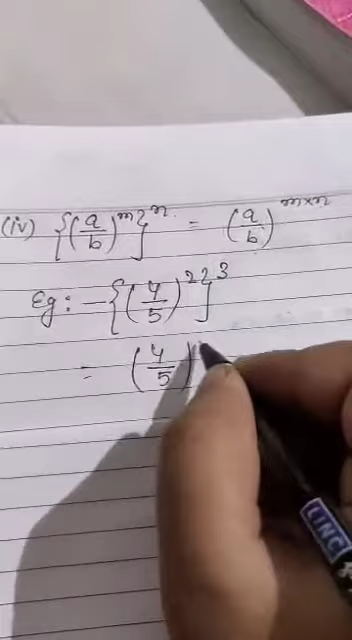 (iv) {(a/b)^m}^n = (a/b)^m×n
Eg:- {(4/5)^2}^3
= (4/5)
LINC